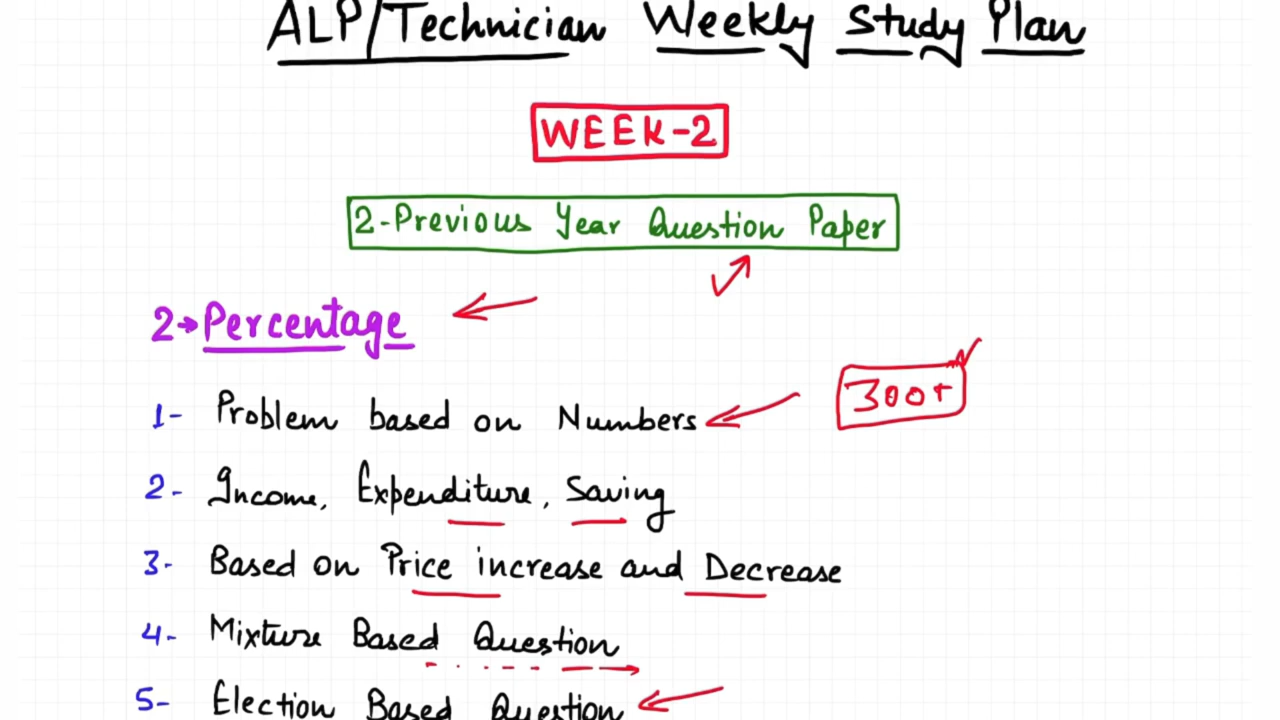 ALP/Technician Weekly Study Plan
WEEK-2
2-Previous Year Question Paper
2→Percentage
300+
1- Problem based on Numbers
2- Income, Expenditure, Saving
3- Based on Price increase and Decrease
4- Mixture Based Question
5- Election Based Question